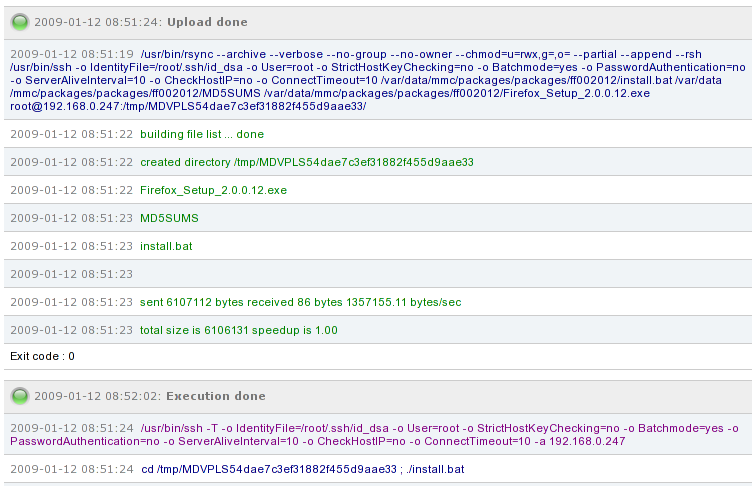 2009-01-12 08:51:24: Upload done
2009-01-12 08:51:19 /usr/bin/rsync --archive --verbose --no-group --no-owner --chmod=u=rwx,g=,o= --partial --append --rsh
/usr/bin/ssh -o IdentityFile=/root/.ssh/id_dsa -o User=root -o StrictHostKeyChecking=no -o Batchmode=yes -o PasswordAuthentication=no
-o ServerAliveInterval=10 -o CheckHostIP=no -o ConnectTimeout=10 /var/data/mmc/packages/packages/ff002012/install.bat /var/data
/mmc/packages/packages/ff002012/MD5SUMS /var/data/mmc/packages/packages/ff002012/Firefox_Setup_2.0.0.12.exe
root@192.168.0.247:/tmp/MDVPLS54dae7c3ef31882f455d9aae33/
2009-01-12 08:51:22 building file list ... done
2009-01-12 08:51:22 created directory /tmp/MDVPLS54dae7c3ef31882f455d9aae33
2009-01-12 08:51:22 Firefox_Setup_2.0.0.12.exe
2009-01-12 08:51:23 MD5SUMS
2009-01-12 08:51:23 install.bat
2009-01-12 08:51:23
2009-01-12 08:51:23 sent 6107112 bytes received 86 bytes 1357155.11 bytes/sec
2009-01-12 08:51:23 total size is 6106131 speedup is 1.00
Exit code : 0
2009-01-12 08:52:02: Execution done
2009-01-12 08:51:24 /usr/bin/ssh -T -o IdentityFile=/root/.ssh/id_dsa -o User=root -o StrictHostKeyChecking=no -o Batchmode=yes -o
PasswordAuthentication=no -o ServerAliveInterval=10 -o CheckHostIP=no -o ConnectTimeout=10 -a 192.168.0.247
2009-01-12 08:51:24 cd /tmp/MDVPLS54dae7c3ef31882f455d9aae33 ; ./install.bat